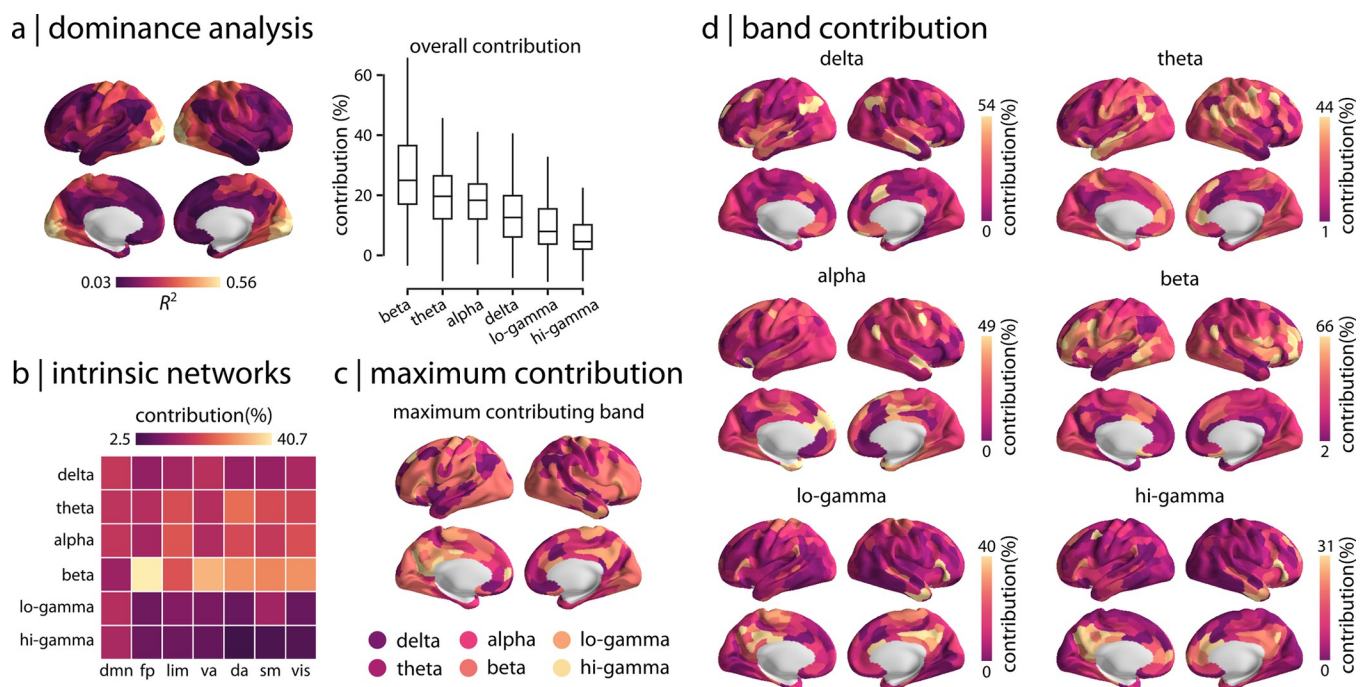 a | dominance analysis
0.03
0.56
R²
overall contribution
contribution (%)
60
40
20
0
beta
theta
alpha
delta
lo-gamma
hi-gamma
b | intrinsic networks
contribution(%)
2.5
40.7
delta
theta
alpha
beta
lo-gamma
hi-gamma
dmn fp lim va da sm vis
c | maximum contribution
maximum contributing band
delta alpha lo-gamma
theta beta hi-gamma
d | band contribution
delta
54
contribution(%)
0
theta
44
contribution(%)
1
alpha
49
contribution(%)
0
beta
66
contribution(%)
2
lo-gamma
40
contribution(%)
0
hi-gamma
31
contribution(%)
0